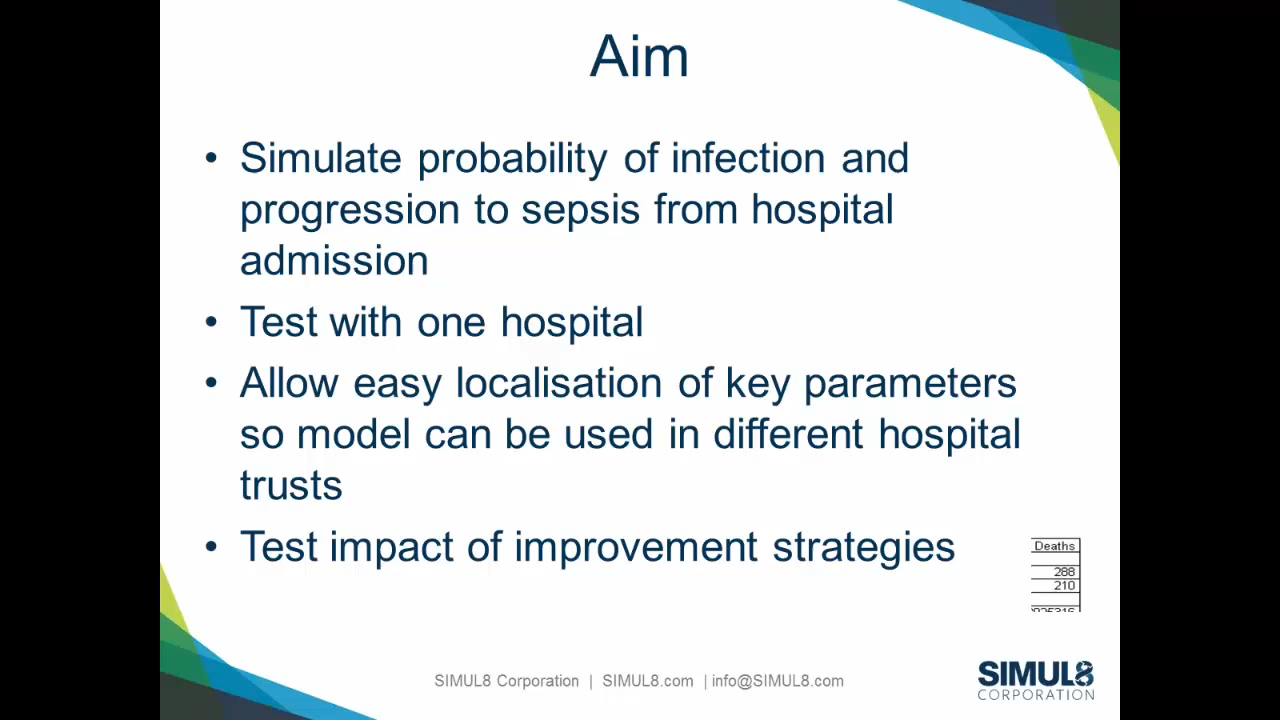 Aim
• Simulate probability of infection and
progression to sepsis from hospital
admission
• Test with one hospital
• Allow easy localisation of key parameters
so model can be used in different hospital
trusts
• Test impact of improvement strategies
Deaths
288
210
SIMUL8 Corporation | SIMUL8.com | info@SIMUL8.com
SIMUL8
CORPORATION